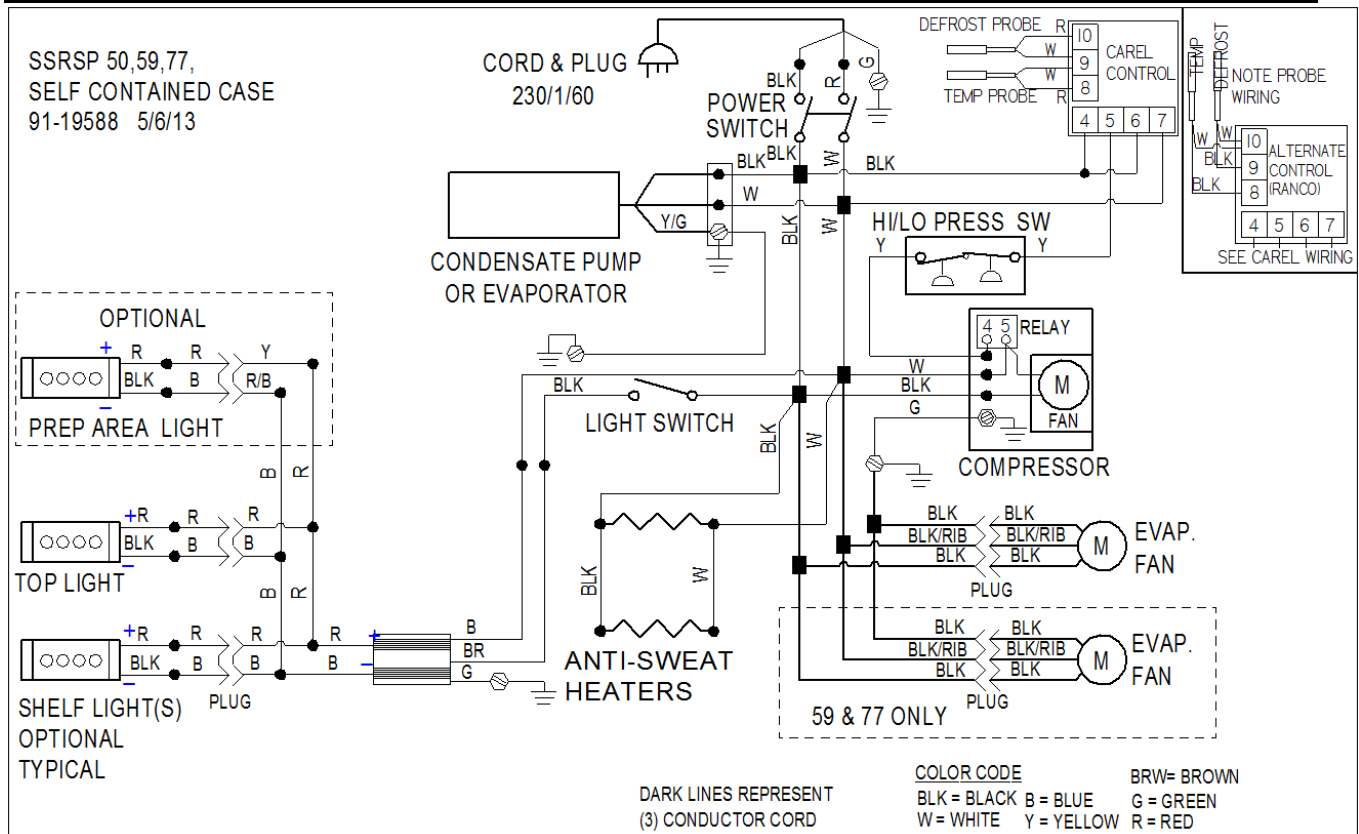 SSRSP 50,59,77,
SELF CONTAINED CASE
91-19588 5/6/13
CORD & PLUG
230/1/60
BLK
R
G
POWER
SWITCH
BLK
W
DEFROST PROBE R
W
W
TEMP PROBE R
10
9
8
CAREL
CONTROL
4 5 6 7
TEMP
DEFROST
NOTE PROBE
WIRING
W W
BLK
BLK
10
9
8
ALTERNATE
CONTROL
(RANCO)
4 5 6 7
SEE CAREL WIRING
BLK
W
Y/G
BLK
BLK
W
CONDENSATE PUMP
OR EVAPORATOR
HI/LO PRESS SW
Y Y
OPTIONAL
+ R R Y
BLK B R/B
–
PREP AREA LIGHT
B R
BLK
LIGHT SWITCH
4 5 RELAY
W
BLK
G
M
FAN
COMPRESSOR
BLK
W
+R R R
BLK B B
–
TOP LIGHT
B R
BLK
W
ANTI-SWEAT
HEATERS
BLK BLK
BLK/RIB BLK/RIB
BLK BLK
PLUG
M
EVAP.
FAN
+R R R R +
BLK B B B –
–
PLUG
B
BR
G
SHELF LIGHT(S)
OPTIONAL
TYPICAL
BLK BLK
BLK/RIB BLK/RIB
BLK BLK
PLUG
M
EVAP.
FAN
59 & 77 ONLY
DARK LINES REPRESENT
(3) CONDUCTOR CORD
COLOR CODE BRW= BROWN
BLK = BLACK B = BLUE G = GREEN
W = WHITE Y = YELLOW R = RED